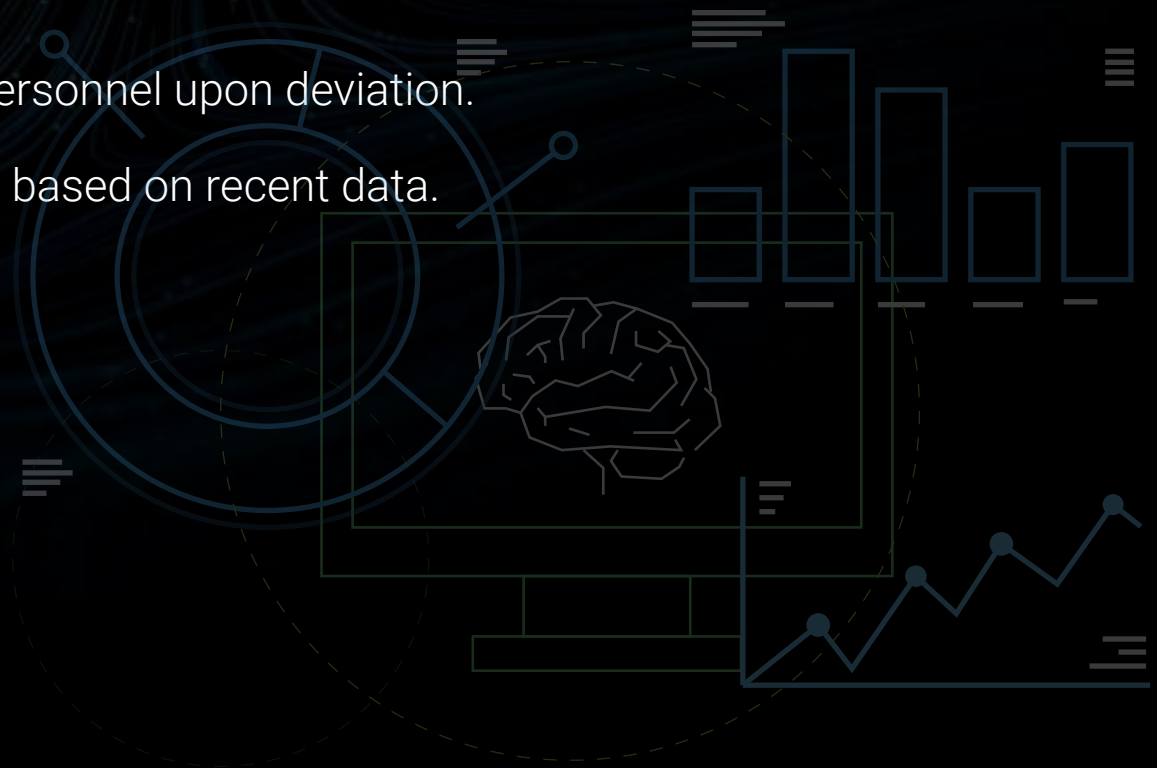 ersonnel upon deviation.
based on recent data.